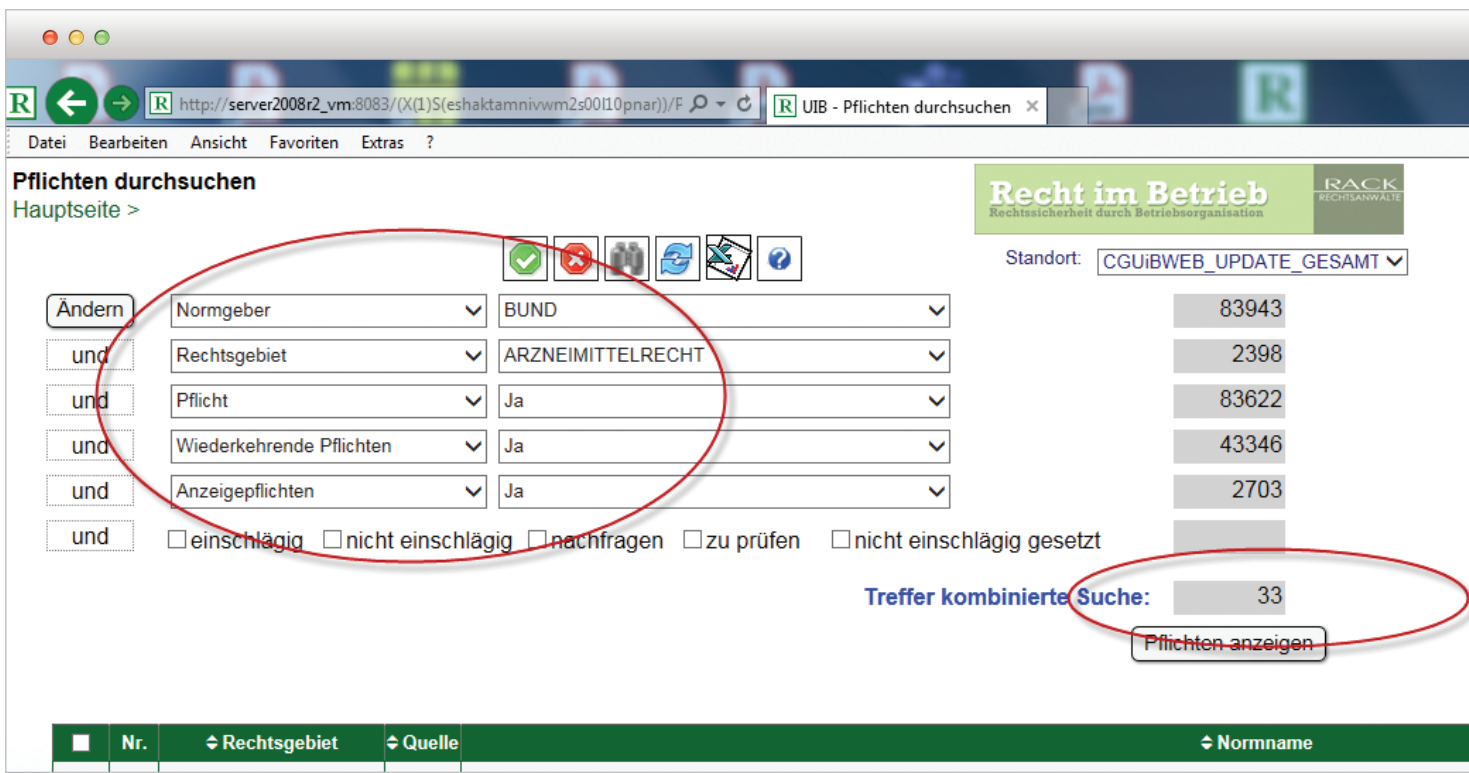 R
R http://server2008r2_vm:8083/(X(1)S(eshaktamnivwm2s00l10pnar))/F
R UIB - Pflichten durchsuchen ×
R
Datei Bearbeiten Ansicht Favoriten Extras ?
Pflichten durchsuchen
Hauptseite >
Recht im Betrieb
Rechtssicherheit durch Betriebsorganisation
RACK
RECHTSANWÄLTE
Standort: CGUiBWEB_UPDATE_GESAMT
Ändern Normgeber BUND 83943
und Rechtsgebiet ARZNEIMITTELRECHT 2398
und Pflicht Ja 83622
und Wiederkehrende Pflichten Ja 43346
und Anzeigepflichten Ja 2703
und einschlägig nicht einschlägig nachfragen zu prüfen nicht einschlägig gesetzt
Treffer kombinierte Suche: 33
Pflichten anzeigen
Nr. Rechtsgebiet Quelle Normname